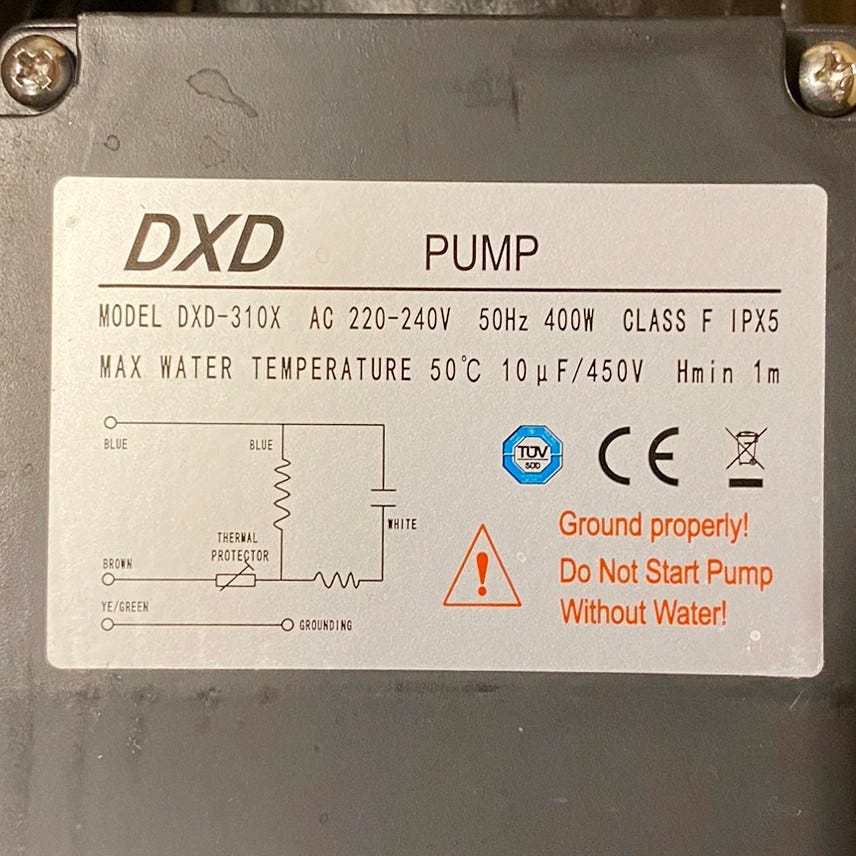 DXD PUMP
MODEL DXD-310X AC 220-240V 50Hz 400W CLASS F IPX5
MAX WATER TEMPERATURE 50℃ 10μF/450V Hmin 1m
BLUE
BLUE
WHITE
THERMAL
PROTECTOR
BROWN
YE/GREEN
GROUNDING
TÜV
SÜD
CE
Ground properly!
Do Not Start Pump
Without Water!